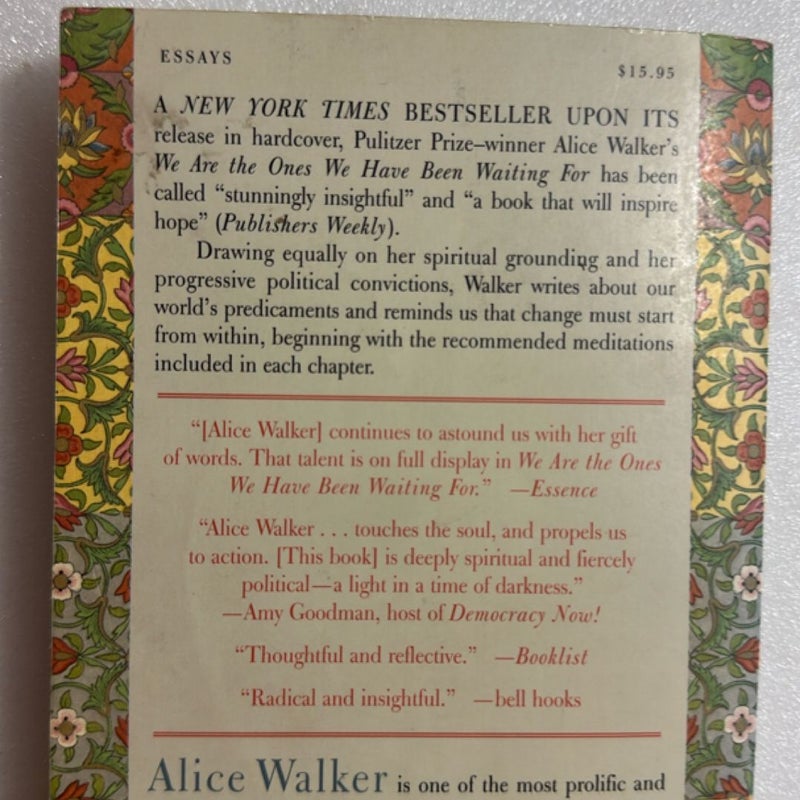 ESSAYS
$15.95
A NEW YORK TIMES BESTSELLER UPON ITS
release in hardcover, Pulitzer Prize–winner Alice Walker's
We Are the Ones We Have Been Waiting For has been
called “stunningly insightful” and “a book that will inspire
hope” (Publishers Weekly).
Drawing equally on her spiritual grounding and her
progressive political convictions, Walker writes about our
world's predicaments and reminds us that change must start
from within, beginning with the recommended meditations
included in each chapter.
“[Alice Walker] continues to astound us with her gift
of words. That talent is on full display in We Are the Ones
We Have Been Waiting For.” —Essence
“Alice Walker . . . touches the soul, and propels us
to action. [This book] is deeply spiritual and fiercely
political—a light in a time of darkness.”
—Amy Goodman, host of Democracy Now!
“Thoughtful and reflective.” —Booklist
“Radical and insightful.” —bell hooks
Alice Walker is one of the most prolific and